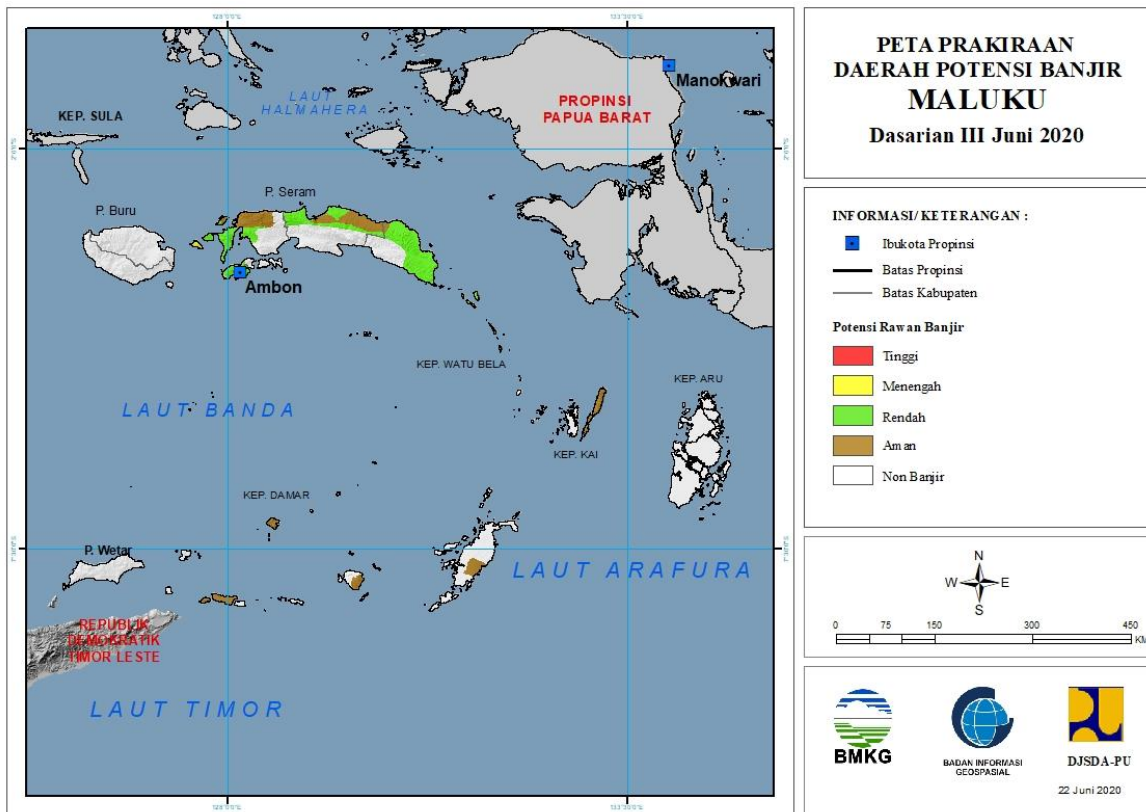 PETA PRAKIRAAN
DAERAH POTENSI BANJIR
MALUKU
Dasarian III Juni 2020
INFORMASI/ KETERANGAN :
Ibukota Propinsi
Batas Propinsi
Batas Kabupaten
Potensi Rawan Banjir
Tinggi
Menengah
Rendah
Aman
Non Banjir
N
W E
S
0 75 150 300 450
KM
BMKG
BADAN INFORMASI
GEOSPASIAL
DJSDA-PU
22 Juni 2020
Manokwari
LAUT
HALMAHERA
PROPINSI
PAPUA BARAT
KEP. SULA
P. Seram
P. Buru
Ambon
KEP. WATU BELA
KEP. ARU
LAUT BANDA
KEP. KAI
KEP. DAMAR
P. Wetar
LAUT ARAFURA
REPUBLIK
DEMOKRATIK
TIMOR LESTE
LAUT TIMOR